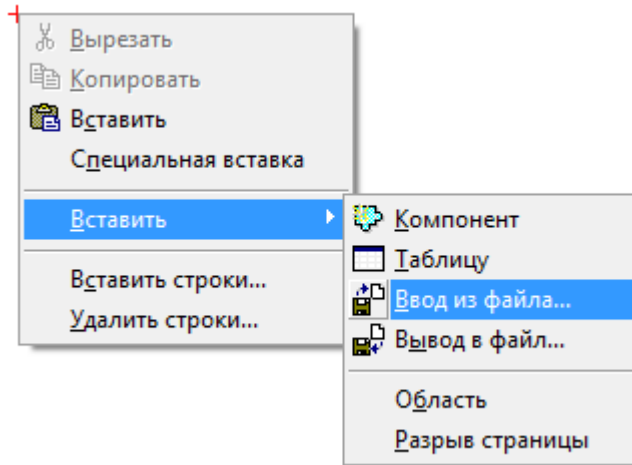 Вырезать
Копировать
Вставить
Специальная вставка
Вставить
Вставить строки...
Удалить строки...
Компонент
Таблицу
Ввод из файла...
Вывод в файл...
Область
Разрыв страницы